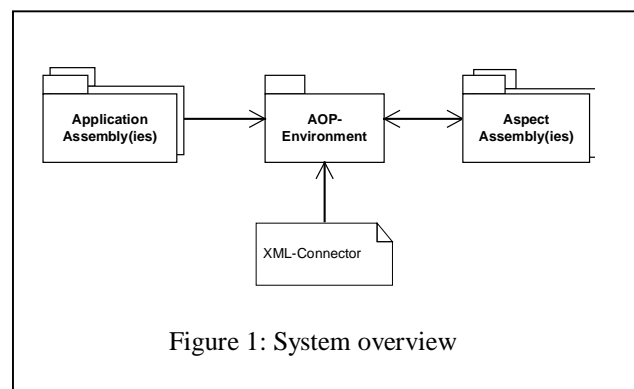 Application
Assembly(ies)
AOP-
Environment
Aspect
Assembly(ies)
XML-Connector
Figure 1: System overview